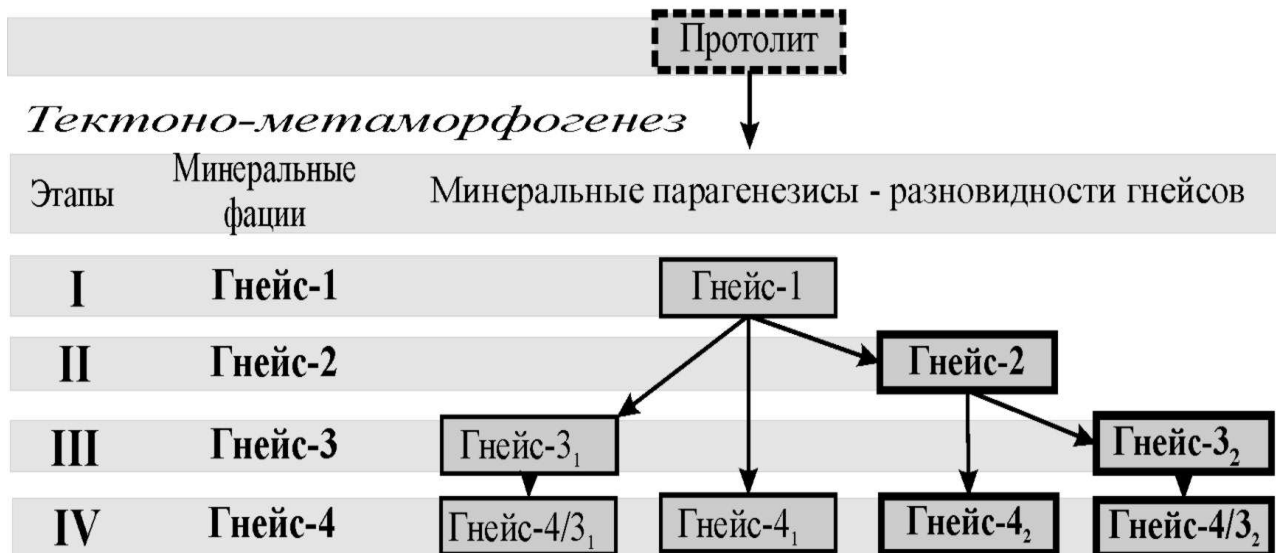 Протолит
Тектоно-метаморфогенез
Этапы
Минеральные
фации
Минеральные парагенезисы - разновидности гнейсов
I Гнейс-1 Гнейс-1
II Гнейс-2 Гнейс-2
III Гнейс-3 Гнейс-3₁ Гнейс-3₂
IV Гнейс-4 Гнейс-4/3₁ Гнейс-4₁ Гнейс-4₂ Гнейс-4/3₂